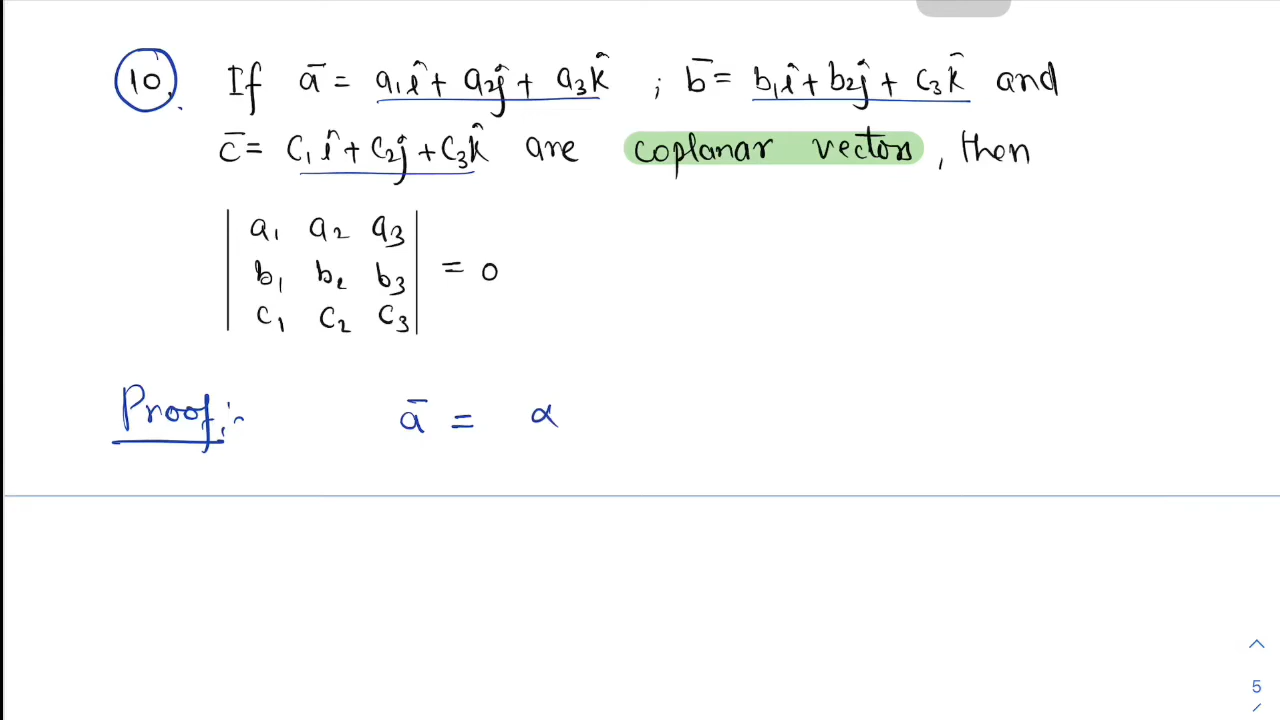 10. If ā = a₁î + a₂ĵ + a₃k̂ ; b̄ = b₁î + b₂ĵ + c₃k̂ and
c̄ = c₁î + c₂ĵ + c₃k̂ are coplanar vectors, then
| a₁ a₂ a₃ |
| b₁ b₂ b₃ | = 0
| c₁ c₂ c₃ |
Proof:- ā = α
5